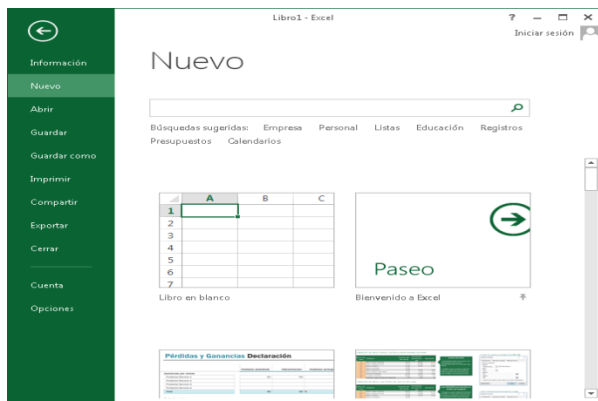 Libro1 - Excel
?
Iniciar sesión
Información
Nuevo
Abrir
Guardar
Guardar como
Imprimir
Compartir
Exportar
Cerrar
Cuenta
Opciones
Nuevo
Búsquedas sugeridas: Empresa Personal Listas Educación Registros
Presupuestos Calendarios
A B C
1
2
3
4
5
6
7
Libro en blanco
Paseo
Bienvenido a Excel
Pérdidas y Ganancias Declaración